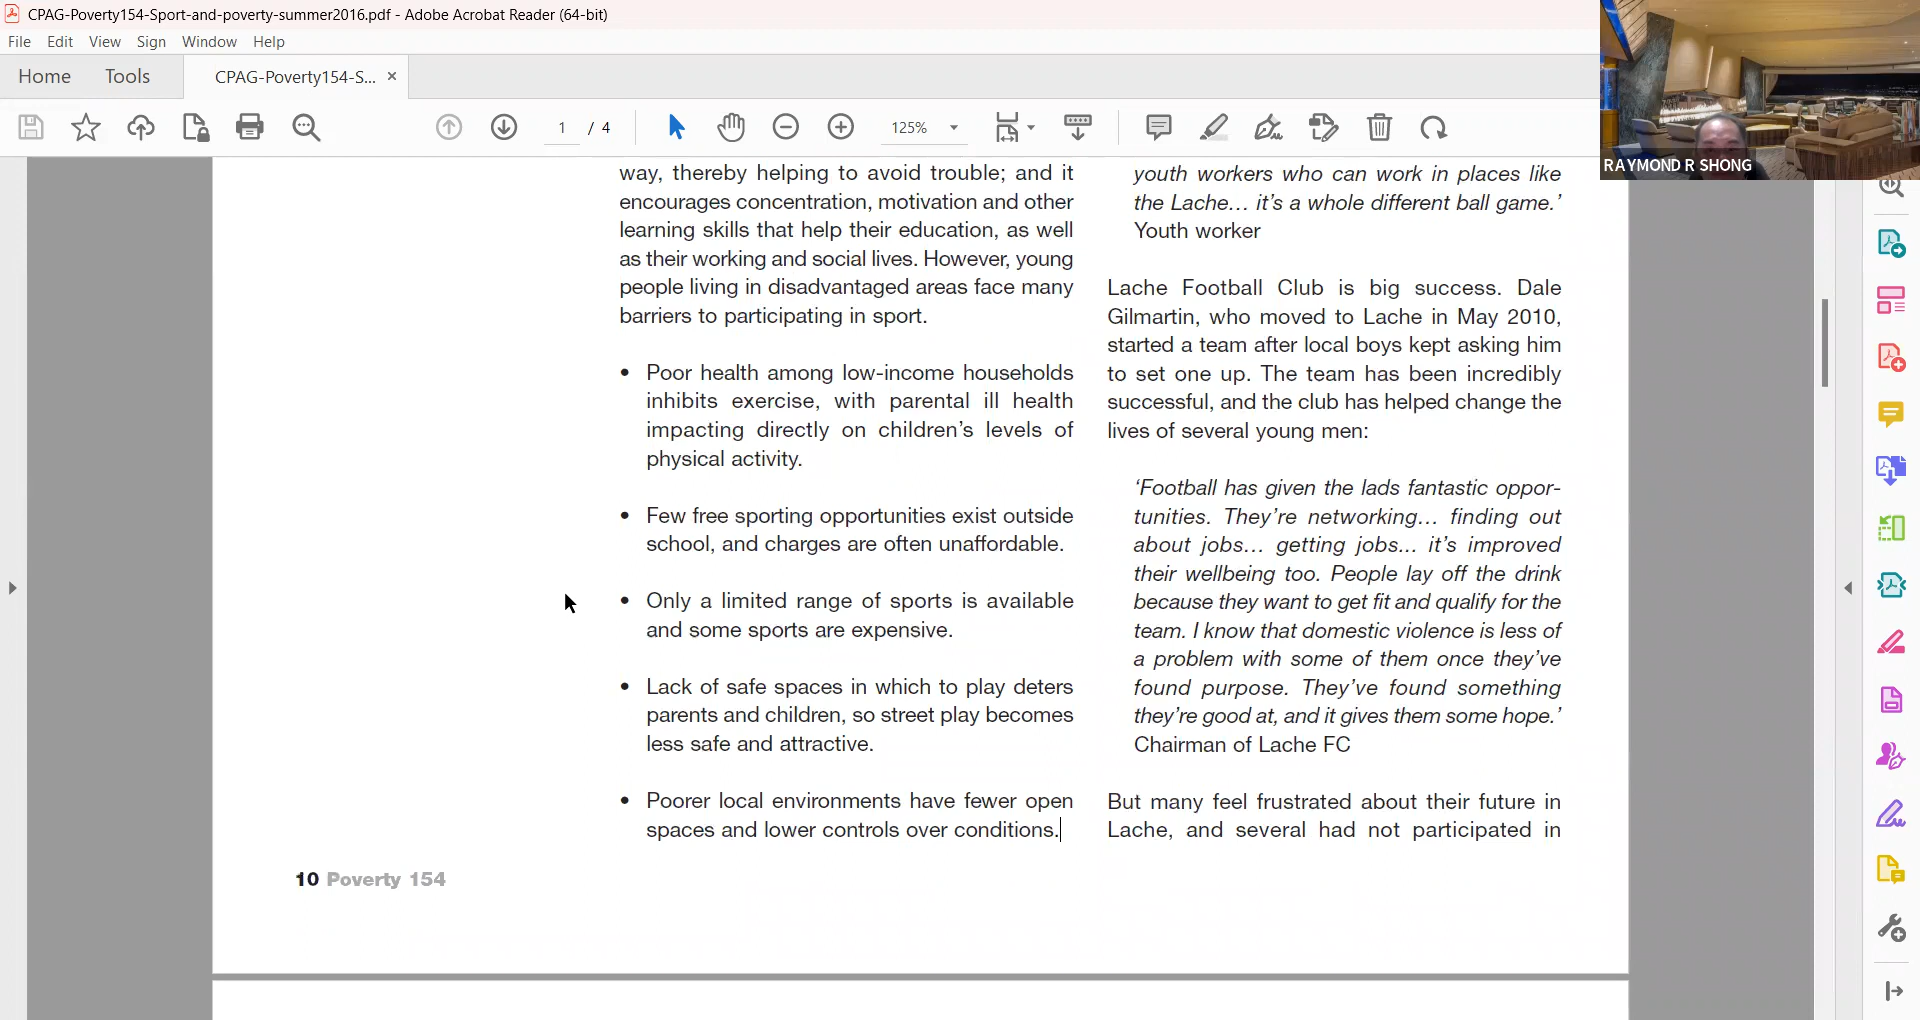 CPAG-Poverty154-Sport-and-poverty-summer2016.pdf - Adobe Acrobat Reader (64-bit)
File Edit View Sign Window Help
Home Tools CPAG-Poverty154-S... ×
1 / 4 125%
RAYMOND R SHONG
way, thereby helping to avoid trouble; and it
encourages concentration, motivation and other
learning skills that help their education, as well
as their working and social lives. However, young
people living in disadvantaged areas face many
barriers to participating in sport.
• Poor health among low-income households
inhibits exercise, with parental ill health
impacting directly on children's levels of
physical activity.
• Few free sporting opportunities exist outside
school, and charges are often unaffordable.
• Only a limited range of sports is available
and some sports are expensive.
• Lack of safe spaces in which to play deters
parents and children, so street play becomes
less safe and attractive.
• Poorer local environments have fewer open
spaces and lower controls over conditions.
youth workers who can work in places like
the Lache... it's a whole different ball game.'
Youth worker
Lache Football Club is big success. Dale
Gilmartin, who moved to Lache in May 2010,
started a team after local boys kept asking him
to set one up. The team has been incredibly
successful, and the club has helped change the
lives of several young men:
'Football has given the lads fantastic oppor-
tunities. They're networking... finding out
about jobs... getting jobs... it's improved
their wellbeing too. People lay off the drink
because they want to get fit and qualify for the
team. I know that domestic violence is less of
a problem with some of them once they've
found purpose. They've found something
they're good at, and it gives them some hope.'
Chairman of Lache FC
But many feel frustrated about their future in
Lache, and several had not participated in
10 Poverty 154